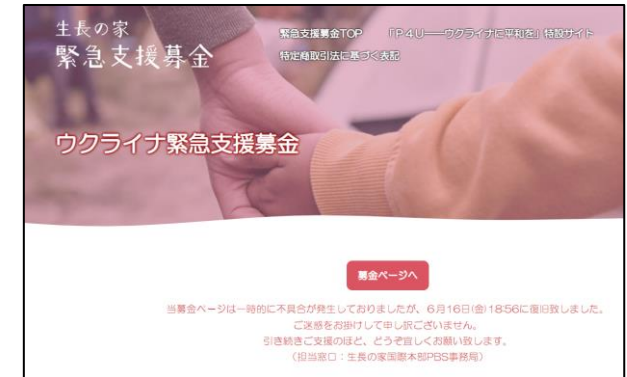 生長の家
緊急支援募金
緊急支援募金TOP 「P4U――ウクライナに平和を」特設サイト
特定商取引法に基づく表記
ウクライナ緊急支援募金
募金ページへ
当募金ページは一時的に不具合が発生しておりましたが、6月16日(金)18:56に復旧致しました。
ご迷惑をお掛けして申し訳ございません。
引き続きご支援のほど、どうぞ宜しくお願い致します。
(担当窓口：生長の家国際本部PBS事務局)